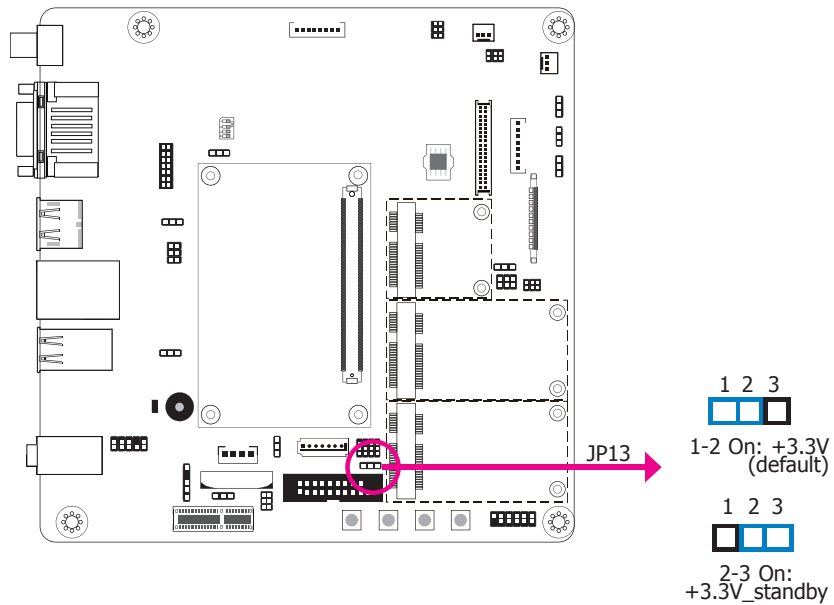 JP13
1 2 3
1-2 On: +3.3V
(default)
1 2 3
2-3 On:
+3.3V_standby